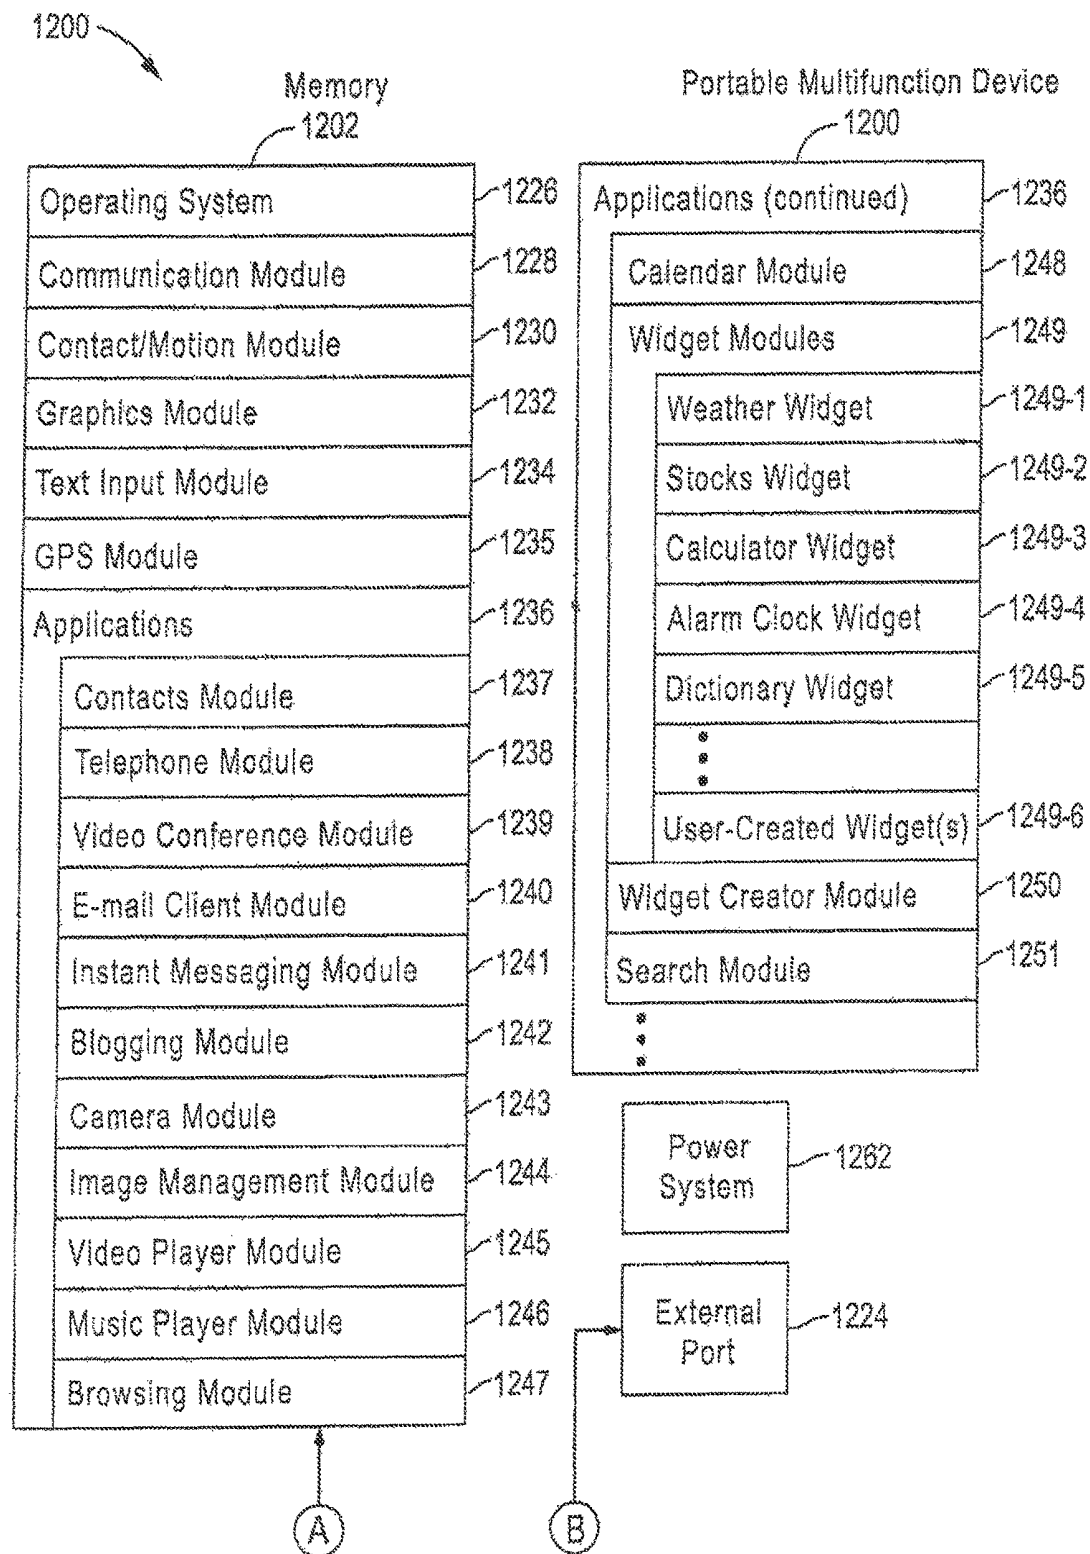 1200
Memory
1202
Operating System 1226
Communication Module 1228
Contact/Motion Module 1230
Graphics Module 1232
Text Input Module 1234
GPS Module 1235
Applications 1236
Contacts Module 1237
Telephone Module 1238
Video Conference Module 1239
E-mail Client Module 1240
Instant Messaging Module 1241
Blogging Module 1242
Camera Module 1243
Image Management Module 1244
Video Player Module 1245
Music Player Module 1246
Browsing Module 1247
A
Portable Multifunction Device
1200
Applications (continued) 1236
Calendar Module 1248
Widget Modules 1249
Weather Widget 1249-1
Stocks Widget 1249-2
Calculator Widget 1249-3
Alarm Clock Widget 1249-4
Dictionary Widget 1249-5
User-Created Widget(s) 1249-6
Widget Creator Module 1250
Search Module 1251
Power
System
1262
External
Port
1224
B